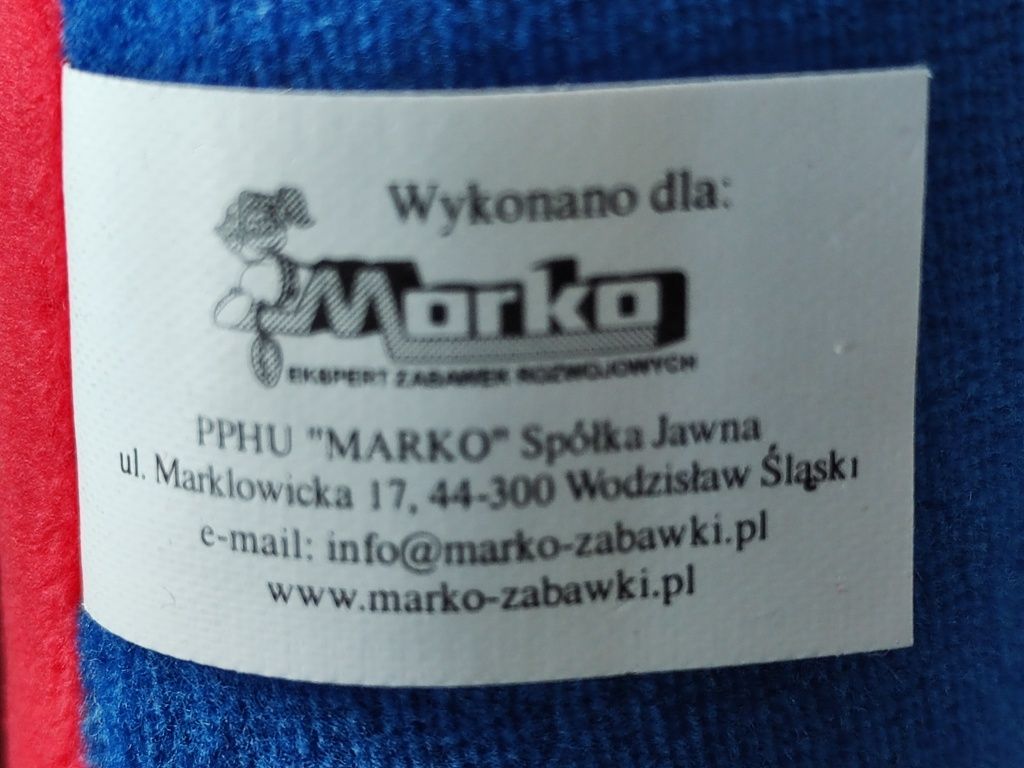 Wykonano dla:
Marko
EKSPERT ZABAWEK ROZWOJOWYCH
PPHU "MARKO" Spółka Jawna
ul. Marklowicka 17, 44-300 Wodzisław Śląski
e-mail: info@marko-zabawki.pl
www.marko-zabawki.pl